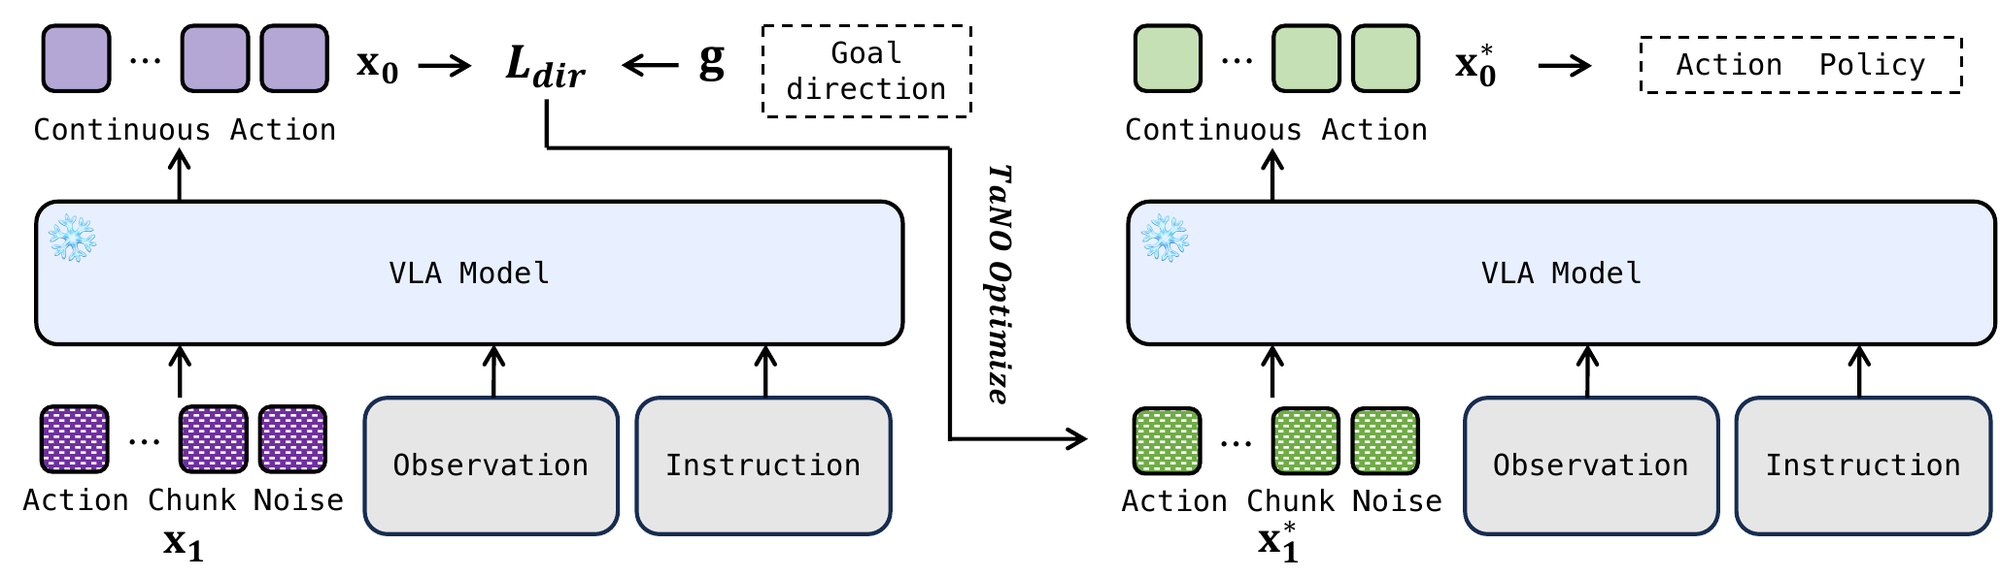 ... x₀ → L_dir ← g
Goal
direction
Continuous Action
VLA Model
Observation
Instruction
...
Action Chunk Noise
x₁
TaNO Optimize
... x₀* →
Action Policy
Continuous Action
VLA Model
Observation
Instruction
...
Action Chunk Noise
x₁*